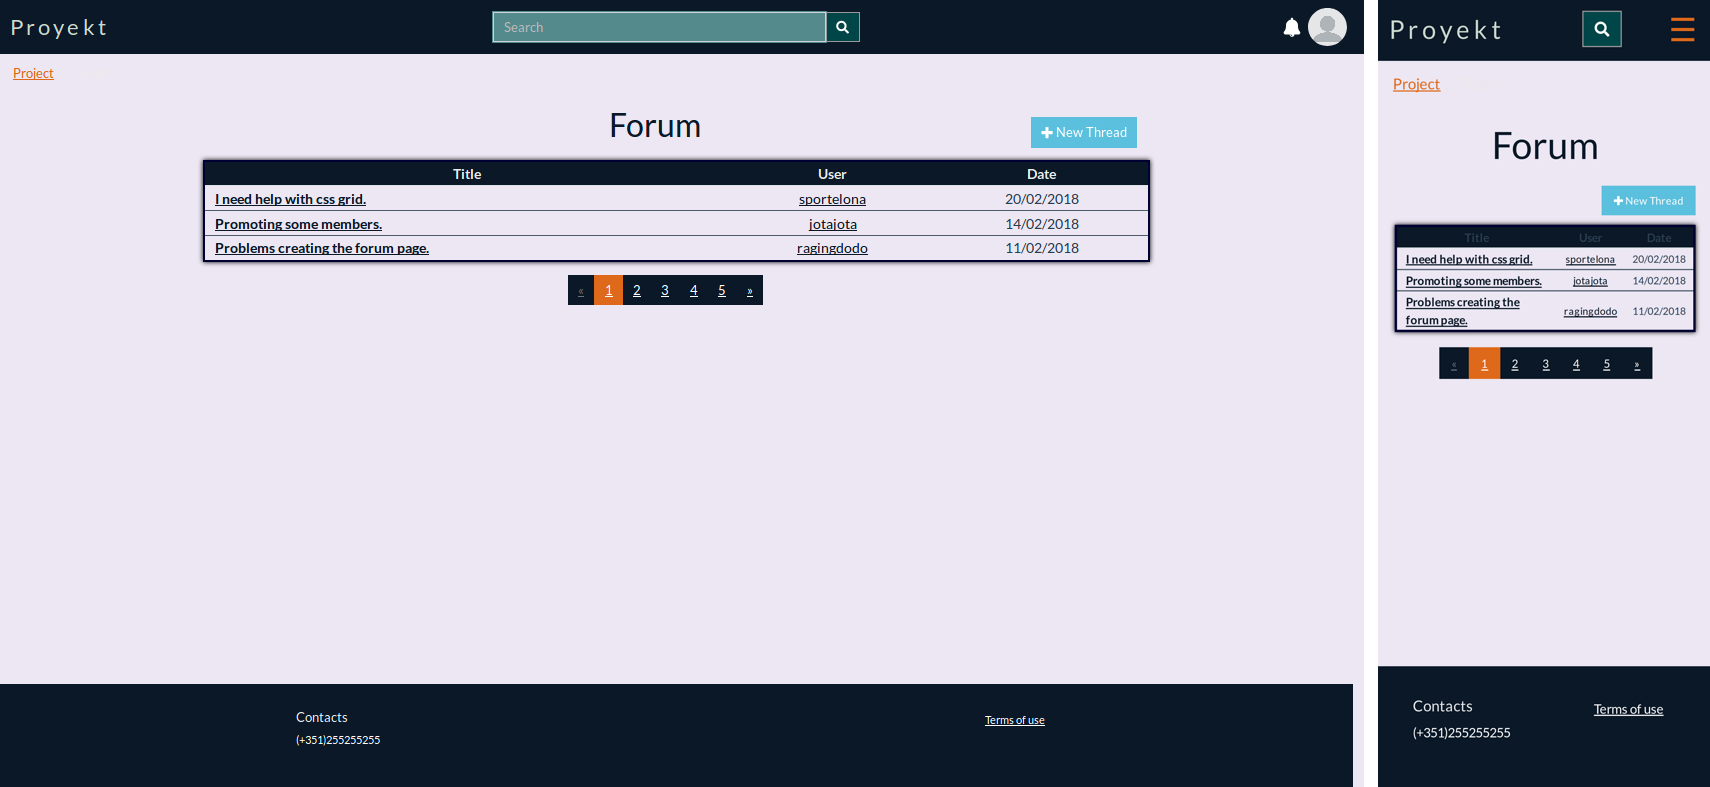 Proyekt
Search
Project
Forum
New Thread
Title User Date
I need help with css grid. sportelona 20/02/2018
Promoting some members. jotajota 14/02/2018
Problems creating the forum page. ragingdodo 11/02/2018
« 1 2 3 4 5 »
Contacts
(+351)255255255
Terms of use
Proyekt
Project
Forum
New Thread
Title User Date
I need help with css grid. sportelona 20/02/2018
Promoting some members. jotajota 14/02/2018
Problems creating the
forum page. ragingdodo 11/02/2018
« 1 2 3 4 5 »
Contacts
Terms of use
(+351)255255255